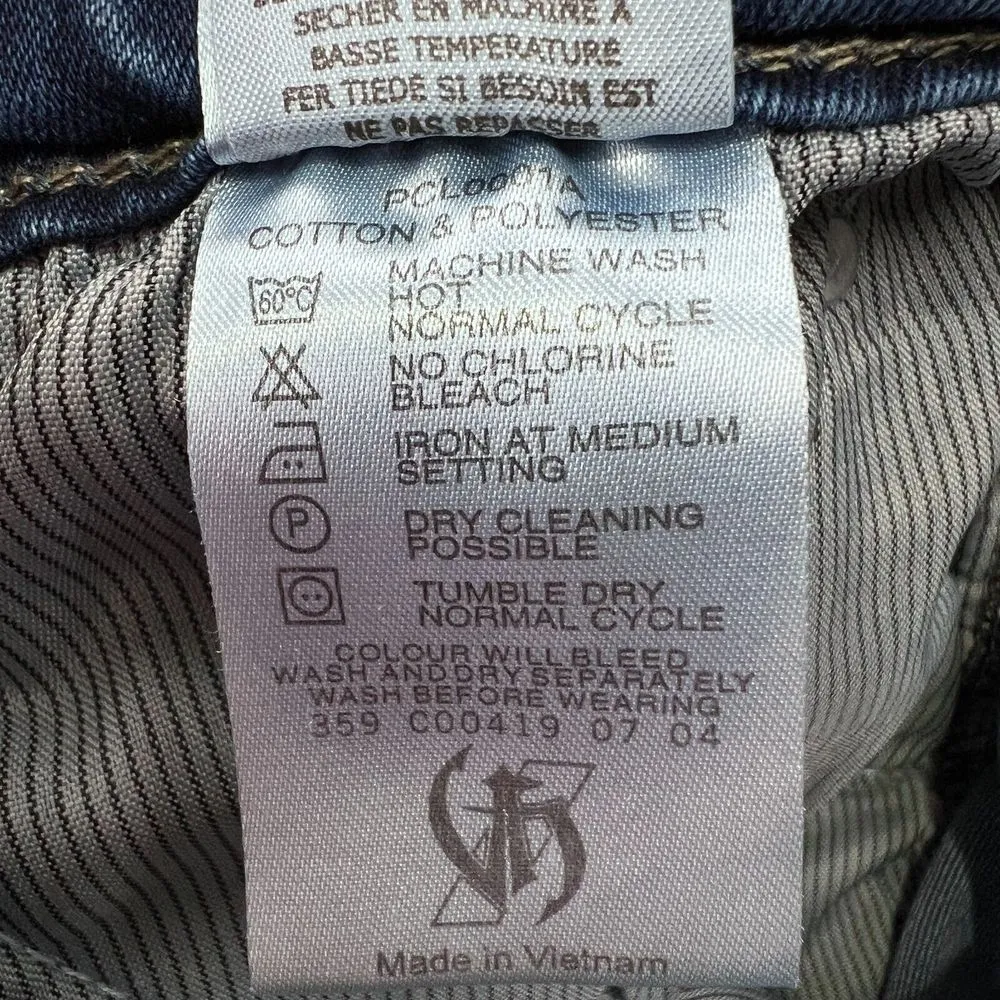 SECHER EN MACHINE A
BASSE TEMPERATURE
FER TIEDE SI BESOIN EST
NE PAS REPASSER
COTTON & POLYESTER
60°C
MACHINE WASH
HOT
NORMAL CYCLE
NO CHLORINE
BLEACH
IRON AT MEDIUM
SETTING
P
DRY CLEANING
POSSIBLE
TUMBLE DRY
NORMAL CYCLE
COLOUR WILL BLEED
WASH AND DRY SEPARATELY
WASH BEFORE WEARING
359 C00419 07 04
Made in Vietnam